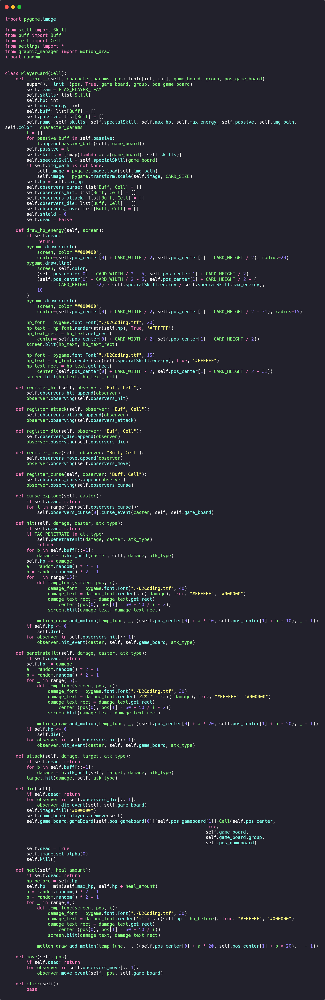 import pygame.image

from skill import Skill
from buff import Buff
from cell import Cell
from settings import *
from graphic_manager import motion_draw
import random


class PlayerCard(Cell):
    def __init__(self, character_params, pos: tuple[int, int], game_board, group, pos_game_board):
        super().__init__(pos, True, game_board, group, pos_game_board)
        self.team = FLAG_PLAYER_TEAM
        self.skills: list[Skill]
        self.hp: int
        self.max_energy: int
        self.buff: list[Buff] = []
        self.passive: list[Buff] = []
        self.name, self.skills, self.specialSkill, self.max_hp, self.max_energy, self.passive, self.img_path,
self.color = character_params
        t = []
        for passive_buff in self.passive:
            t.append(passive_buff(self, game_board))
        self.passive = t
        self.skills = [*map(lambda a: a(game_board), self.skills)]
        self.specialSkill = self.specialSkill(game_board)
        if self.img_path is not None:
            self.image = pygame.image.load(self.img_path)
            self.image = pygame.transform.scale(self.image, CARD_SIZE)
        self.hp = self.max_hp
        self.observers_curse: list[Buff, Cell] = []
        self.observers_hit: list[Buff, Cell] = []
        self.observers_attack: list[Buff, Cell] = []
        self.observers_die: list[Buff, Cell] = []
        self.observers_move: list[Buff, Cell] = []
        self.shield = 0
        self.dead = False

    def draw_hp_energy(self, screen):
        if self.dead:
            return
        pygame.draw.circle(
            screen, color="#000000",
            center=(self.pos_center[0] + CARD_WIDTH / 2, self.pos_center[1] - CARD_HEIGHT / 2), radius=20)
        pygame.draw.line(
            screen, self.color,
            (self.pos_center[0] + CARD_WIDTH / 2 - 5, self.pos_center[1] + CARD_HEIGHT / 2),
            (self.pos_center[0] + CARD_WIDTH / 2 - 5, self.pos_center[1] + CARD_HEIGHT / 2 - (
                    CARD_HEIGHT - 32) * self.specialSkill.energy / self.specialSkill.max_energy),
            10
        )
        pygame.draw.circle(
            screen, color="#000000",
            center=(self.pos_center[0] + CARD_WIDTH / 2, self.pos_center[1] - CARD_HEIGHT / 2 + 31), radius=15)

        hp_font = pygame.font.Font("./D2Coding.ttf", 20)
        hp_text = hp_font.render(str(self.hp), True, "#FFFFFF")
        hp_text_rect = hp_text.get_rect(
            center=(self.pos_center[0] + CARD_WIDTH / 2, self.pos_center[1] - CARD_HEIGHT / 2))
        screen.blit(hp_text, hp_text_rect)

        hp_font = pygame.font.Font("./D2Coding.ttf", 15)
        hp_text = hp_font.render(str(self.specialSkill.energy), True, "#FFFFFF")
        hp_text_rect = hp_text.get_rect(
            center=(self.pos_center[0] + CARD_WIDTH / 2, self.pos_center[1] - CARD_HEIGHT / 2 + 31))
        screen.blit(hp_text, hp_text_rect)

    def register_hit(self, observer: "Buff, Cell"):
        self.observers_hit.append(observer)
        observer.observing(self.observers_hit)

    def register_attack(self, observer: "Buff, Cell"):
        self.observers_attack.append(observer)
        observer.observing(self.observers_attack)

    def register_die(self, observer: "Buff, Cell"):
        self.observers_die.append(observer)
        observer.observing(self.observers_die)

    def register_move(self, observer: "Buff, Cell"):
        self.observers_move.append(observer)
        observer.observing(self.observers_move)

    def register_curse(self, observer: "Buff, Cell"):
        self.observers_curse.append(observer)
        observer.observing(self.observers_curse)

    def curse_explode(self, caster):
        if self.dead: return
        for i in range(len(self.observers_curse)):
            self.observers_curse[0].curse_event(caster, self, self.game_board)

    def hit(self, damage, caster, atk_type):
        if self.dead: return
        if TAG_PENETRATE in atk_type:
            self.penetrateHit(damage, caster, atk_type)
            return
        for b in self.buff[::-1]:
            damage = b.hit_buff(caster, self, damage, atk_type)
        self.hp -= damage
        a = random.random() * 2 - 1
        b = random.random() * 2 - 1
        for _ in range(15):
            def temp_func(screen, pos, i):
                damage_font = pygame.font.Font("./D2Coding.ttf", 40)
                damage_text = damage_font.render(str(-damage), True, "#FFFFFF", "#000000")
                damage_text_rect = damage_text.get_rect(
                    center=(pos[0], pos[1] - 60 + 50 / i * 2))
                screen.blit(damage_text, damage_text_rect)

            motion_draw.add_motion(temp_func, _, ((self.pos_center[0] + a * 10, self.pos_center[1] + b * 10), _ + 1))
        if self.hp <= 0:
            self.die()
        for observer in self.observers_hit[::-1]:
            observer.hit_event(caster, self, self.game_board, atk_type)

    def penetrateHit(self, damage, caster, atk_type):
        if self.dead: return
        self.hp -= damage
        a = random.random() * 2 - 1
        b = random.random() * 2 - 1
        for _ in range(15):
            def temp_func(screen, pos, i):
                damage_font = pygame.font.Font("./D2Coding.ttf", 30)
                damage_text = damage_font.render("관통 " + str(-damage), True, "#FFFFFF", "#000000")
                damage_text_rect = damage_text.get_rect(
                    center=(pos[0], pos[1] - 60 + 50 / i * 2))
                screen.blit(damage_text, damage_text_rect)

            motion_draw.add_motion(temp_func, _, ((self.pos_center[0] + a * 20, self.pos_center[1] + b * 20), _ + 1))
        if self.hp <= 0:
            self.die()
        for observer in self.observers_hit[::-1]:
            observer.hit_event(caster, self, self.game_board, atk_type)

    def attack(self, damage, target, atk_type):
        if self.dead: return
        for b in self.buff[::-1]:
            damage = b.atk_buff(self, target, damage, atk_type)
        target.hit(damage, self, atk_type)

    def die(self):
        if self.dead: return
        for observer in self.observers_die[::-1]:
            observer.die_event(self, self.game_board)
        self.image.fill("#000000")
        self.game_board.players.remove(self)
        self.game_board.gameBoard[self.pos_gameboard[0]][self.pos_gameboard[1]]=Cell(self.pos_center,
                                                                           True,
                                                                           self.game_board,
                                                                           self.game_board.group,
                                                                           self.pos_gameboard)
        self.dead = True
        self.image.set_alpha(0)
        self.kill()

    def heal(self, heal_amount):
        if self.dead: return
        hp_before = self.hp
        self.hp = min(self.max_hp, self.hp + heal_amount)
        a = random.random() * 2 - 1
        b = random.random() * 2 - 1
        for _ in range(8):
            def temp_func(screen, pos, i):
                damage_font = pygame.font.Font("./D2Coding.ttf", 30)
                damage_text = damage_font.render('+' + str(self.hp - hp_before), True, "#FFFFFF", "#000000")
                damage_text_rect = damage_text.get_rect(
                    center=(pos[0], pos[1] - 60 + 50 / i))
                screen.blit(damage_text, damage_text_rect)

            motion_draw.add_motion(temp_func, _, ((self.pos_center[0] + a * 20, self.pos_center[1] + b * 20), _ + 1))

    def move(self, pos):
        if self.dead: return
        for observer in self.observers_move[::-1]:
            observer.move_event(self, pos, self.game_board)

    def click(self):
        pass